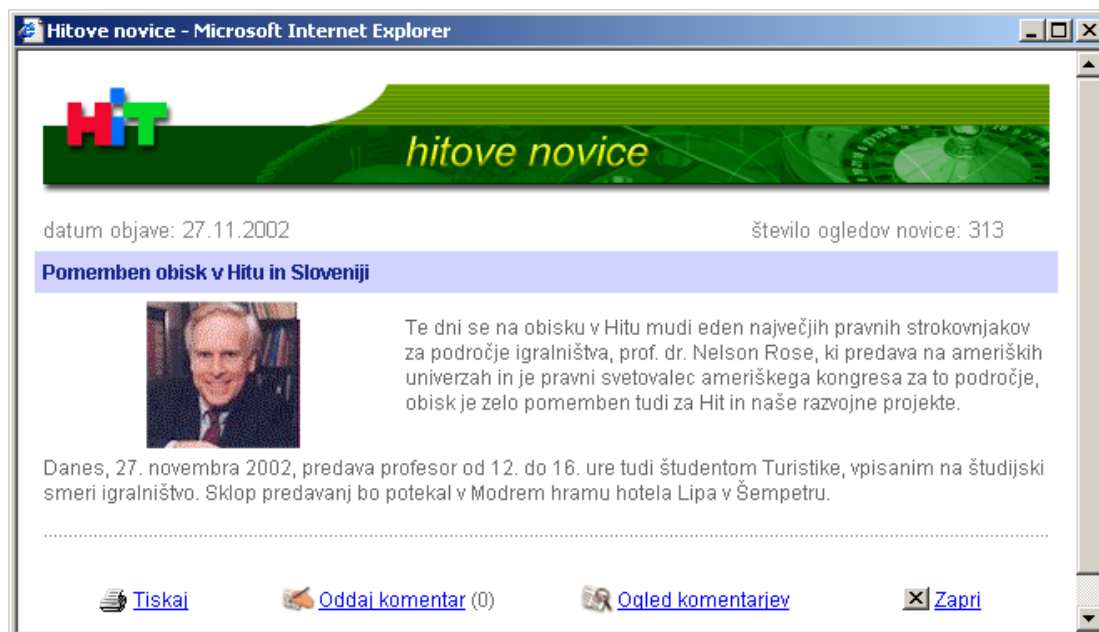 Hitove novice - Microsoft Internet Explorer
HiT
hitove novice
datum objave: 27.11.2002
število ogledov novice: 313
Pomemben obisk v Hitu in Sloveniji
Te dni se na obisku v Hitu mudi eden največjih pravnih strokovnjakov
za področje igralništva, prof. dr. Nelson Rose, ki predava na ameriških
univerzah in je pravni svetovalec ameriškega kongresa za to področje,
obisk je zelo pomemben tudi za Hit in naše razvojne projekte.
Danes, 27. novembra 2002, predava profesor od 12. do 16. ure tudi študentom Turistike, vpisanim na študijski
smeri igralništvo. Sklop predavanj bo potekal v Modrem hramu hotela Lipa v Šempetru.
Tiskaj
Oddaj komentar (0)
Ogled komentarjev
Zapri